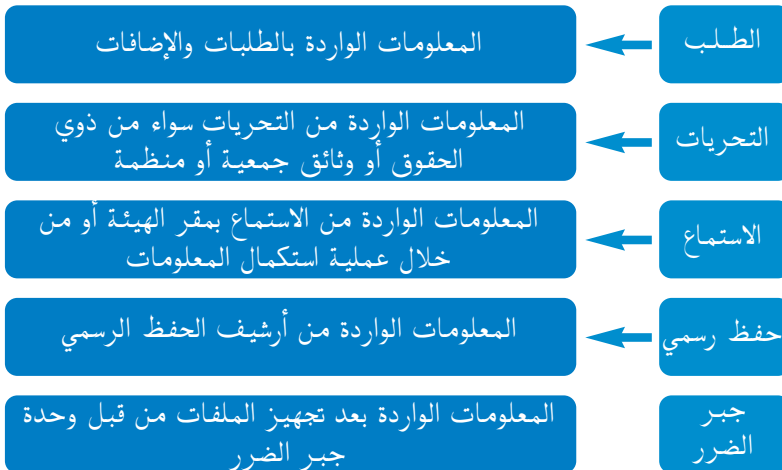 الطلب
المعلومات الواردة بالطلبات والإضافات
التحريات
المعلومات الواردة من التحريات سواء من ذوي
الحقوق أو وثائق جمعية أو منظمة
الاستماع
المعلومات الواردة من الاستماع بمقر الهيئة أو من
خلال عملية استكمال المعلومات
حفظ رسمي
المعلومات الواردة من أرشيف الحفظ الرسمي
جبر
الضرر
المعلومات الواردة بعد تجهيز الملفات من قبل وحدة
جبر الضرر